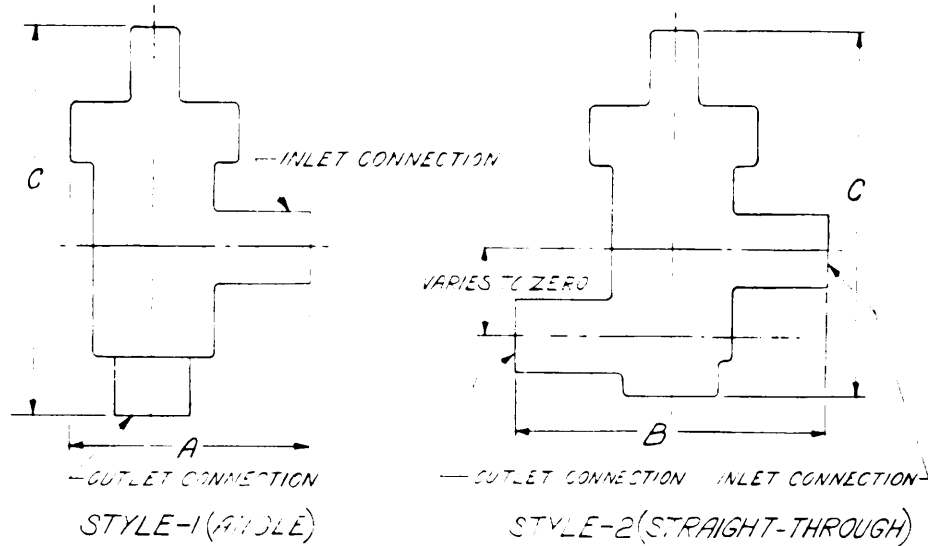 C
INLET CONNECTION
C
VARIES TO ZERO
A
B
OUTLET CONNECTION
OUTLET CONNECTION INLET CONNECTION
STYLE-1 (ANGLE)
STYLE-2 (STRAIGHT-THROUGH)